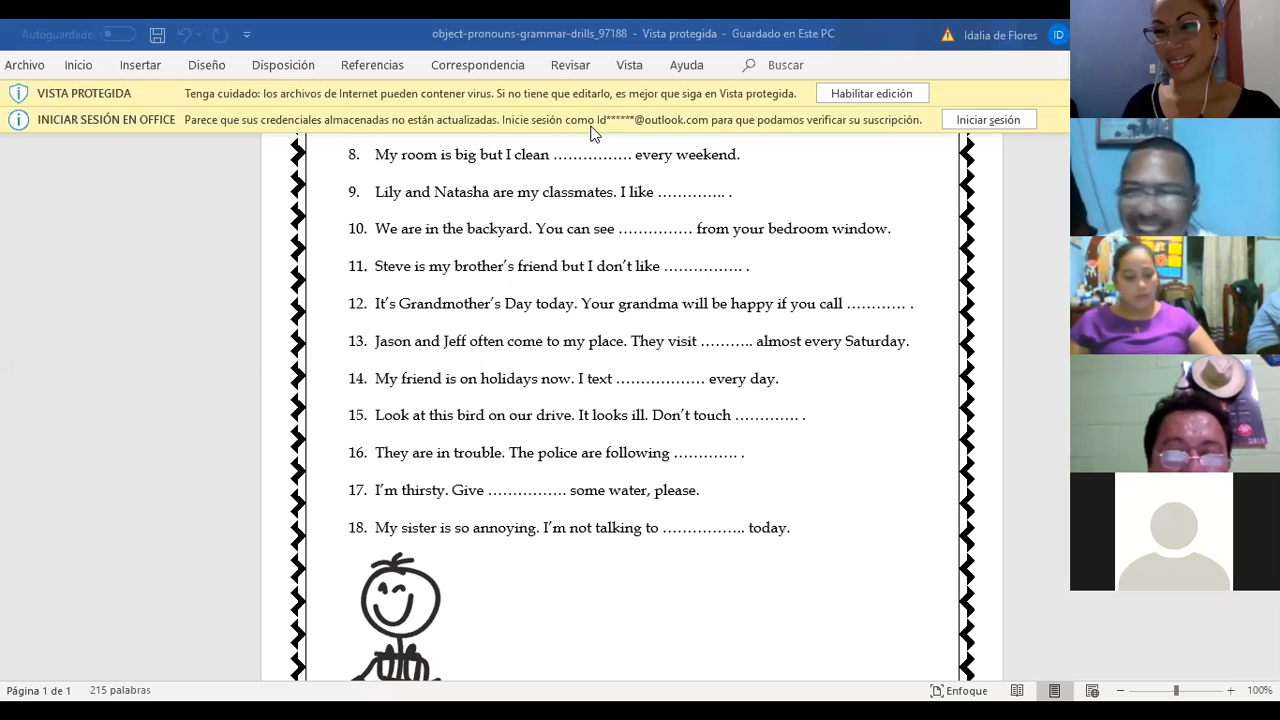 Autoguardado
object-pronouns-grammar-drills_97188 - Vista protegida - Guardado en Este PC
Idalia de Flores
ID
Archivo Inicio Insertar Diseño Disposición Referencias Correspondencia Revisar Vista Ayuda Buscar
VISTA PROTEGIDA Tenga cuidado: los archivos de Internet pueden contener virus. Si no tiene que editarlo, es mejor que siga en Vista protegida. Habilitar edición
INICIAR SESIÓN EN OFFICE Parece que sus credenciales almacenadas no están actualizadas. Inicie sesión como Id******@outlook.com para que podamos verificar su suscripción. Iniciar sesión
8. My room is big but I clean ……………. every weekend.
9. Lily and Natasha are my classmates. I like ………….. .
10. We are in the backyard. You can see …………… from your bedroom window.
11. Steve is my brother’s friend but I don’t like ……………. .
12. It’s Grandmother’s Day today. Your grandma will be happy if you call ………… .
13. Jason and Jeff often come to my place. They visit ……….. almost every Saturday.
14. My friend is on holidays now. I text ……………… every day.
15. Look at this bird on our drive. It looks ill. Don’t touch …………. .
16. They are in trouble. The police are following …………. .
17. I’m thirsty. Give ……………. some water, please.
18. My sister is so annoying. I’m not talking to …………….. today.
Página 1 de 1 215 palabras Enfoque 100%